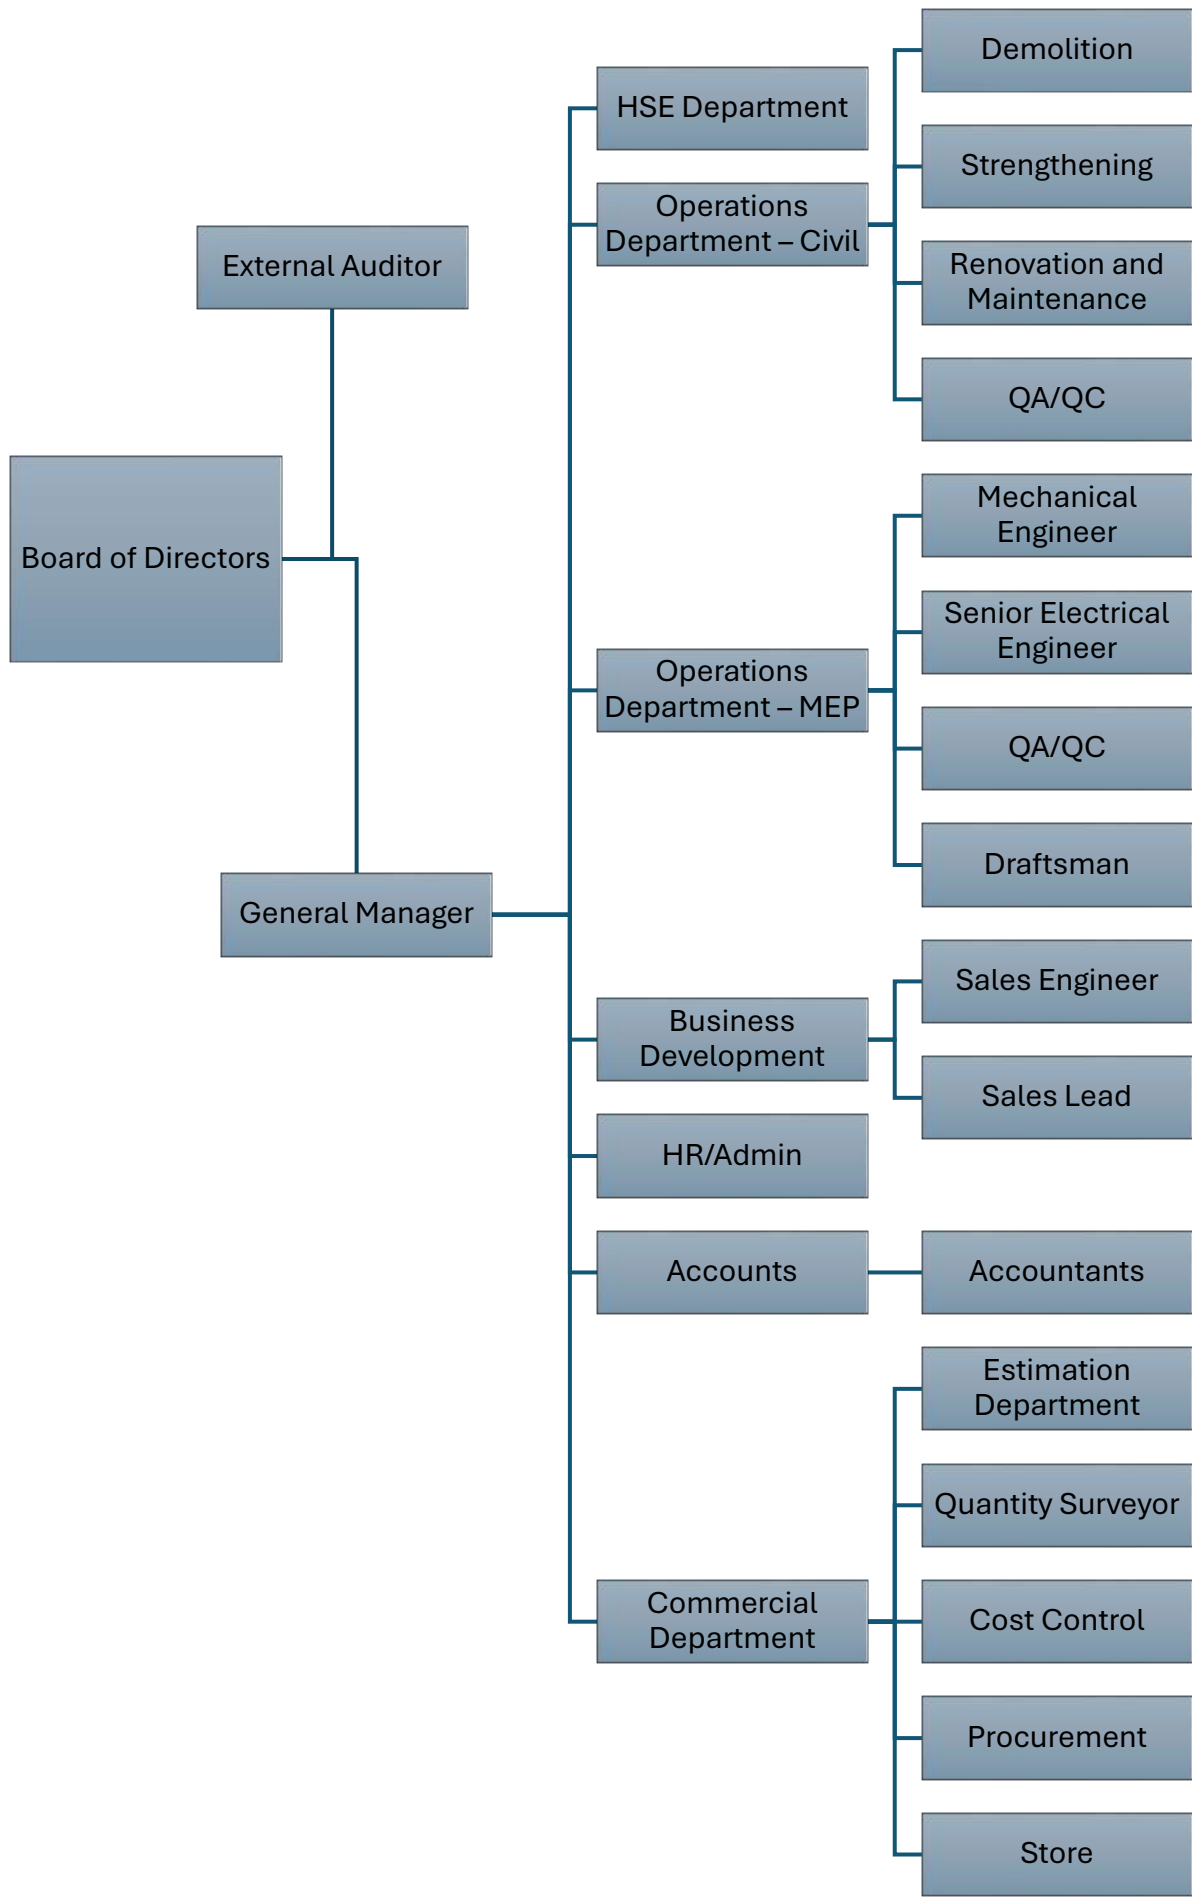 Board of Directors
External Auditor
General Manager
HSE Department
Operations
Department – Civil
Demolition
Strengthening
Renovation and
Maintenance
QA/QC
Operations
Department – MEP
Mechanical
Engineer
Senior Electrical
Engineer
QA/QC
Draftsman
Business
Development
Sales Engineer
Sales Lead
HR/Admin
Accounts
Accountants
Commercial
Department
Estimation
Department
Quantity Surveyor
Cost Control
Procurement
Store